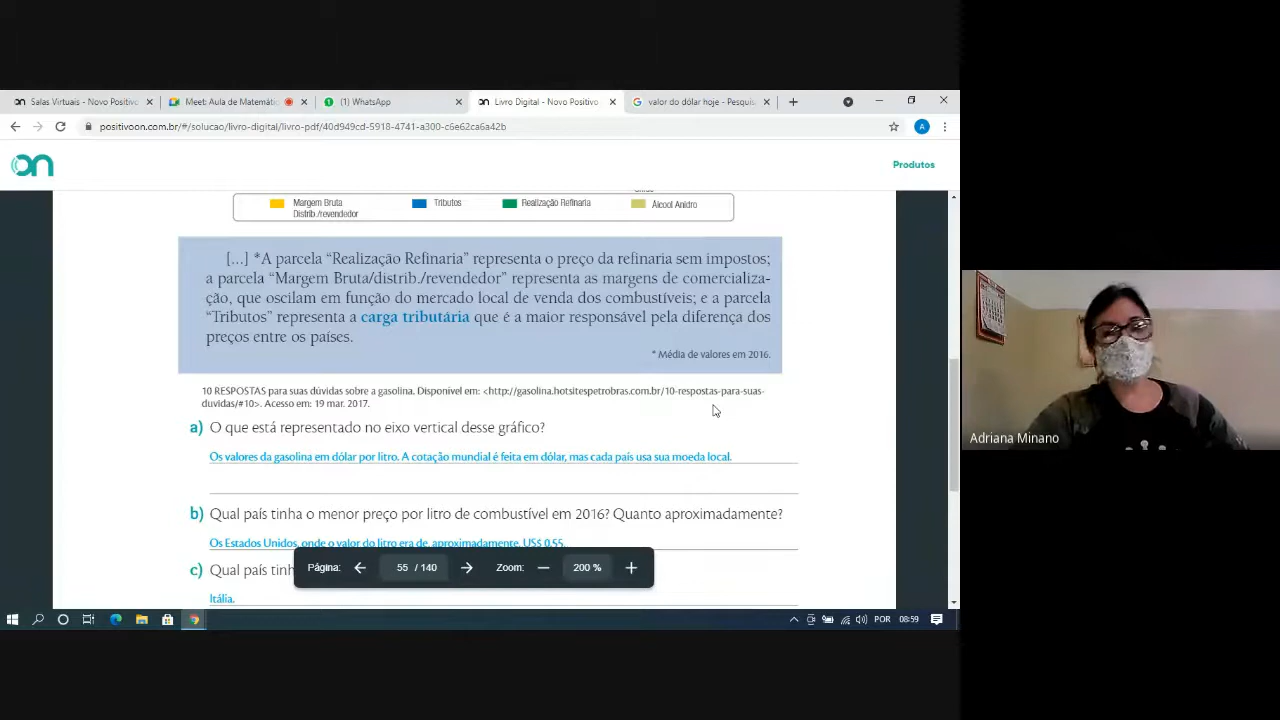 Salas Virtuais - Novo Positivo
Meet: Aula de Matemátic
(1) WhatsApp
Livro Digital - Novo Positivo
valor do dólar hoje - Pesquis
positivoon.com.br/#/solucao/livro-digital/livro-pdf/40d949cd-5918-4741-a300-c6e62ca6a42b
A
on
Produtos
Margem Bruta
Distrib./revendedor
Tributos
Realização Refinaria
Álcool Anidro
[...] *A parcela “Realização Refinaria” representa o preço da refinaria sem impostos;
a parcela “Margem Bruta/distrib./revendedor” representa as margens de comercializa-
ção, que oscilam em função do mercado local de venda dos combustíveis; e a parcela
“Tributos” representa a carga tributária que é a maior responsável pela diferença dos
preços entre os países.
* Média de valores em 2016.
10 RESPOSTAS para suas dúvidas sobre a gasolina. Disponível em: <http://gasolina.hotsitespetrobras.com.br/10-respostas-para-suas-
duvidas/#10>. Acesso em: 19 mar. 2017.
a) O que está representado no eixo vertical desse gráfico?
Os valores da gasolina em dólar por litro. A cotação mundial é feita em dólar, mas cada país usa sua moeda local.
b) Qual país tinha o menor preço por litro de combustível em 2016? Quanto aproximadamente?
Os Estados Unidos, onde o valor do litro era de, aproximadamente, US$ 0,55.
c) Qual país tinh
Página: 55 / 140 Zoom: 200 %
Itália.
POR 08:59
Adriana Minano